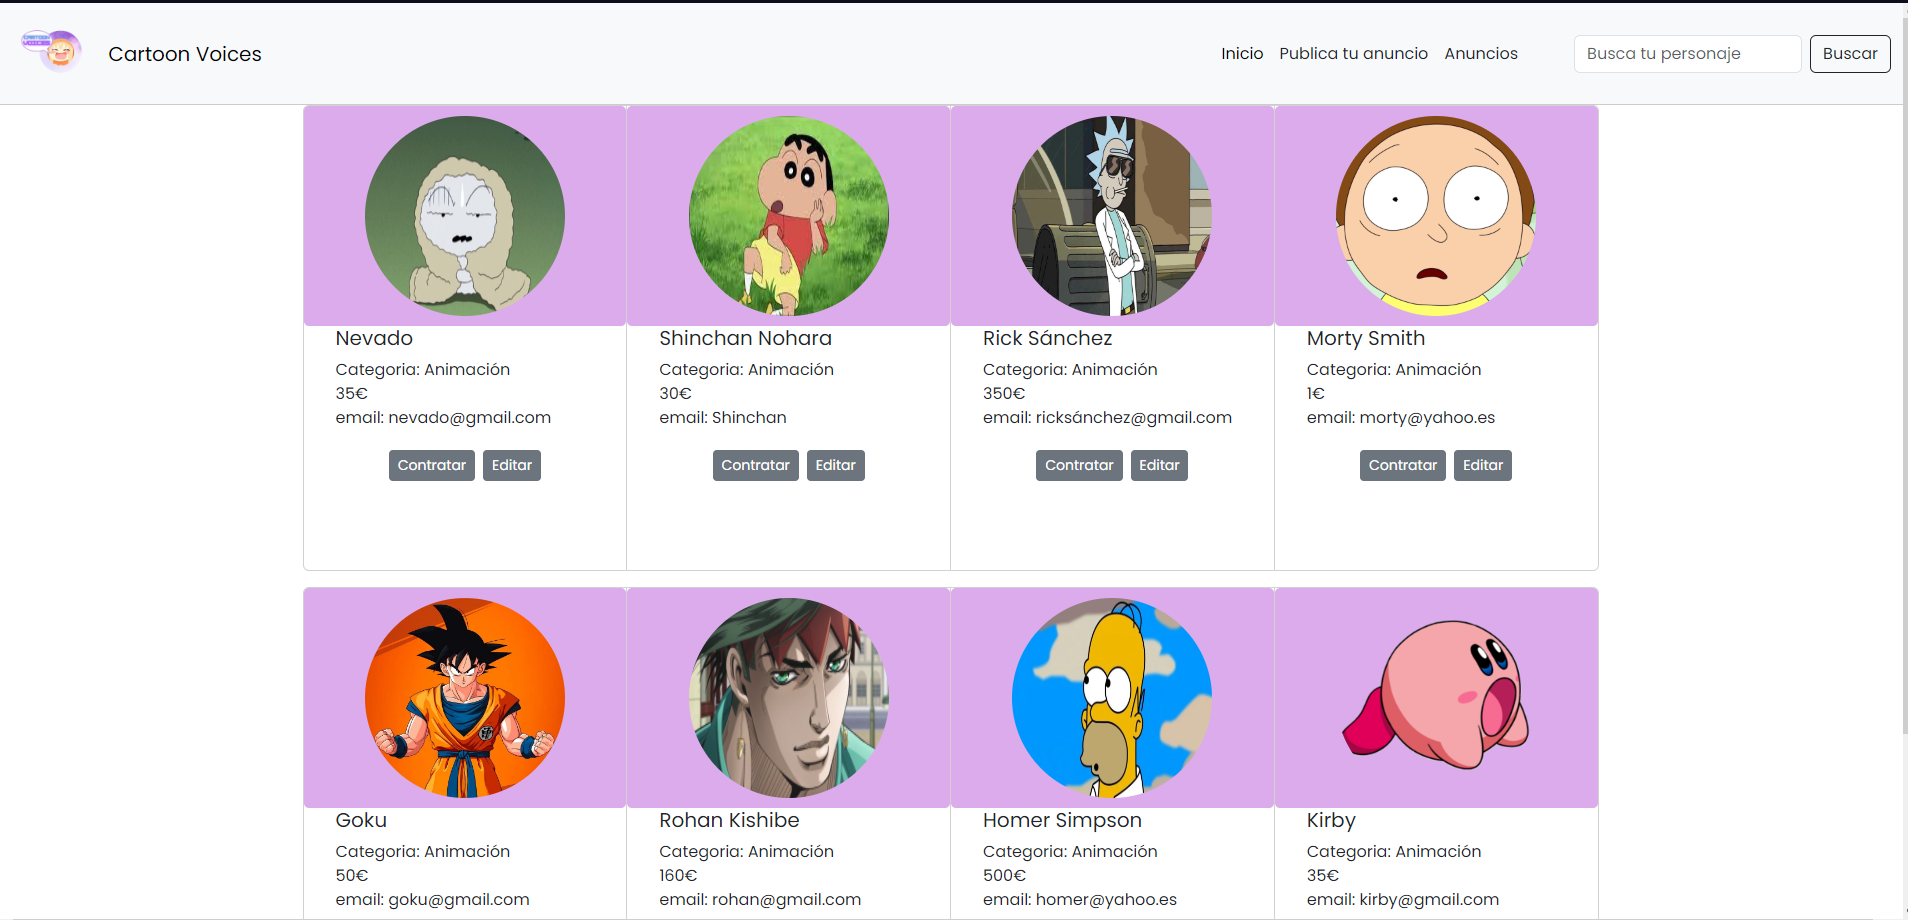 CARTOON
Cartoon Voices
Inicio Publica tu anuncio Anuncios
Busca tu personaje
Buscar
Nevado
Categoria: Animación
35€
email: nevado@gmail.com
Contratar Editar
Shinchan Nohara
Categoria: Animación
30€
email: Shinchan
Contratar Editar
Rick Sánchez
Categoria: Animación
350€
email: ricksánchez@gmail.com
Contratar Editar
Morty Smith
Categoria: Animación
1€
email: morty@yahoo.es
Contratar Editar
Goku
Categoria: Animación
50€
email: goku@gmail.com
Rohan Kishibe
Categoria: Animación
160€
email: rohan@gmail.com
Homer Simpson
Categoria: Animación
500€
email: homer@yahoo.es
Kirby
Categoria: Animación
35€
email: kirby@gmail.com